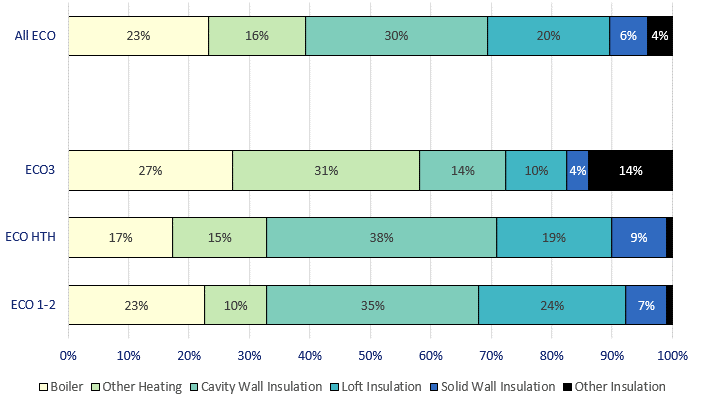 All ECO 23% 16% 30% 20% 6% 4%
ECO3 27% 31% 14% 10% 4% 14%
ECO HTH 17% 15% 38% 19% 9%
ECO 1-2 23% 10% 35% 24% 7%
0% 10% 20% 30% 40% 50% 60% 70% 80% 90% 100%
Boiler Other Heating Cavity Wall Insulation Loft Insulation Solid Wall Insulation Other Insulation